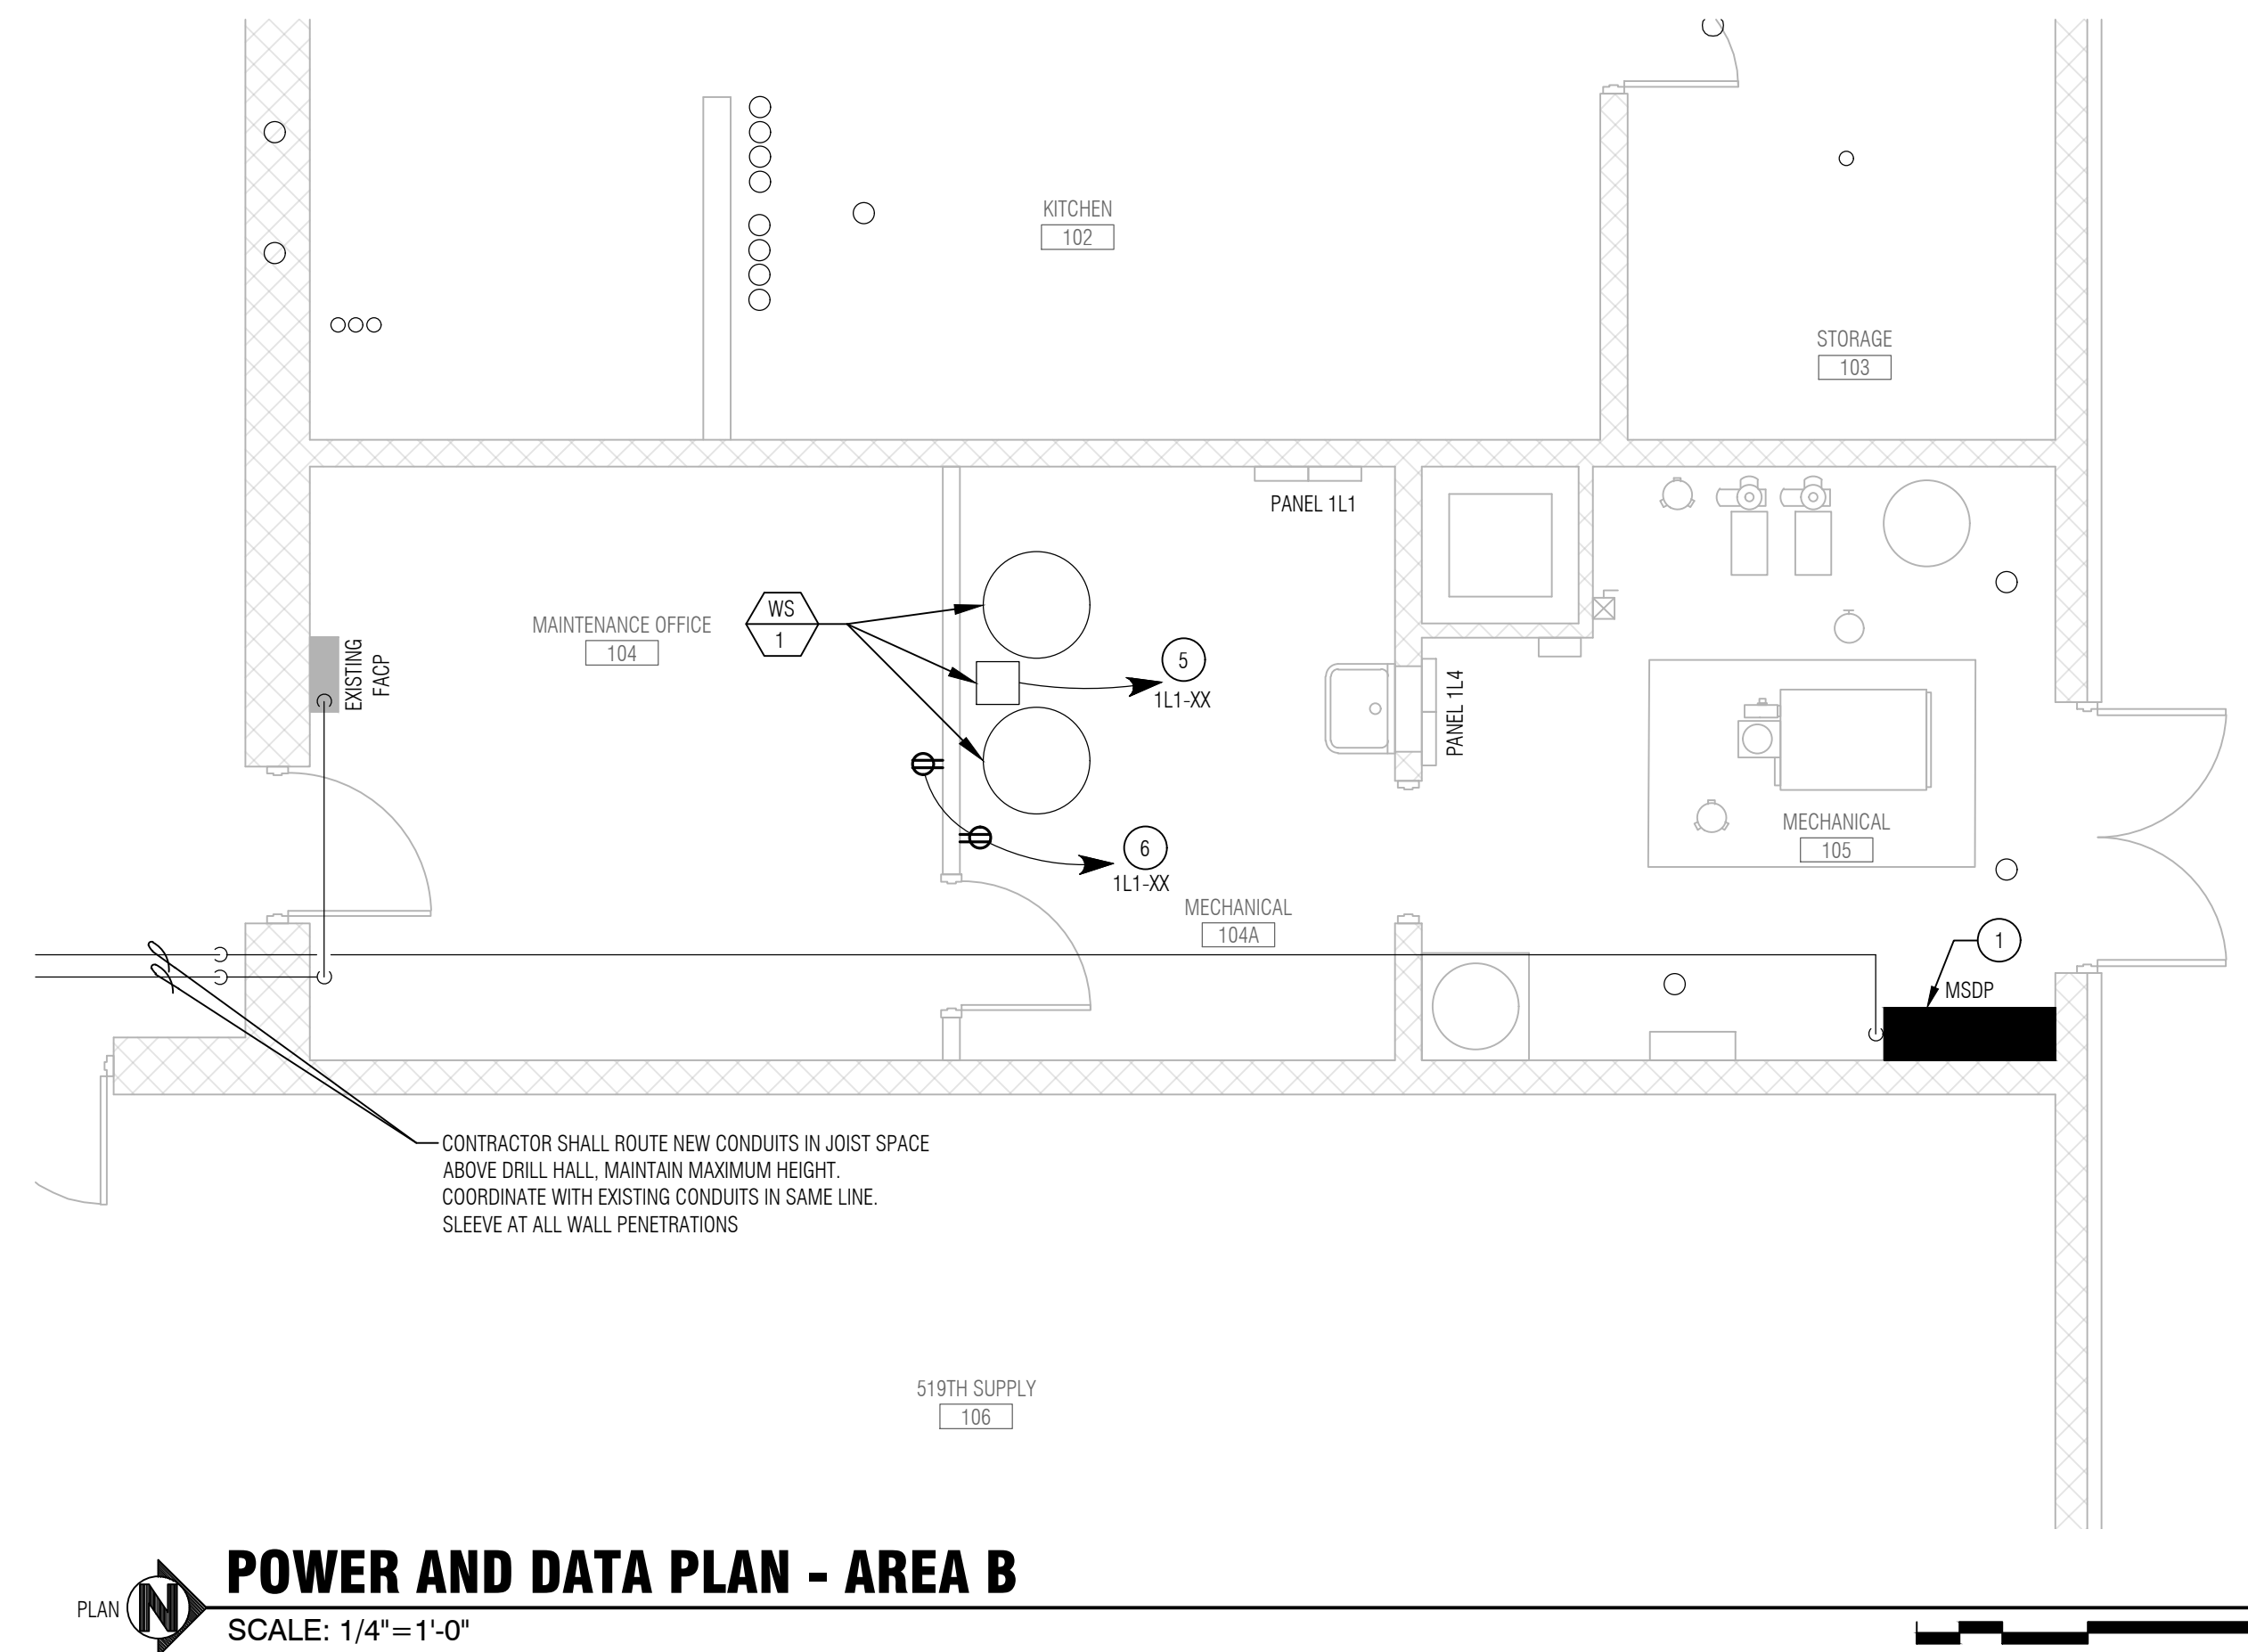 KITCHEN
102
STORAGE
103
PANEL 1L1
MAINTENANCE OFFICE
104
WS
1
EXISTING
FACP
5
1L1-XX
PANEL 1L4
6
1L1-XX
MECHANICAL
105
MECHANICAL
104A
1
MSDP
CONTRACTOR SHALL ROUTE NEW CONDUITS IN JOIST SPACE
ABOVE DRILL HALL, MAINTAIN MAXIMUM HEIGHT.
COORDINATE WITH EXISTING CONDUITS IN SAME LINE.
SLEEVE AT ALL WALL PENETRATIONS
519TH SUPPLY
106
POWER AND DATA PLAN - AREA B
PLAN N
SCALE: 1/4"=1'-0"